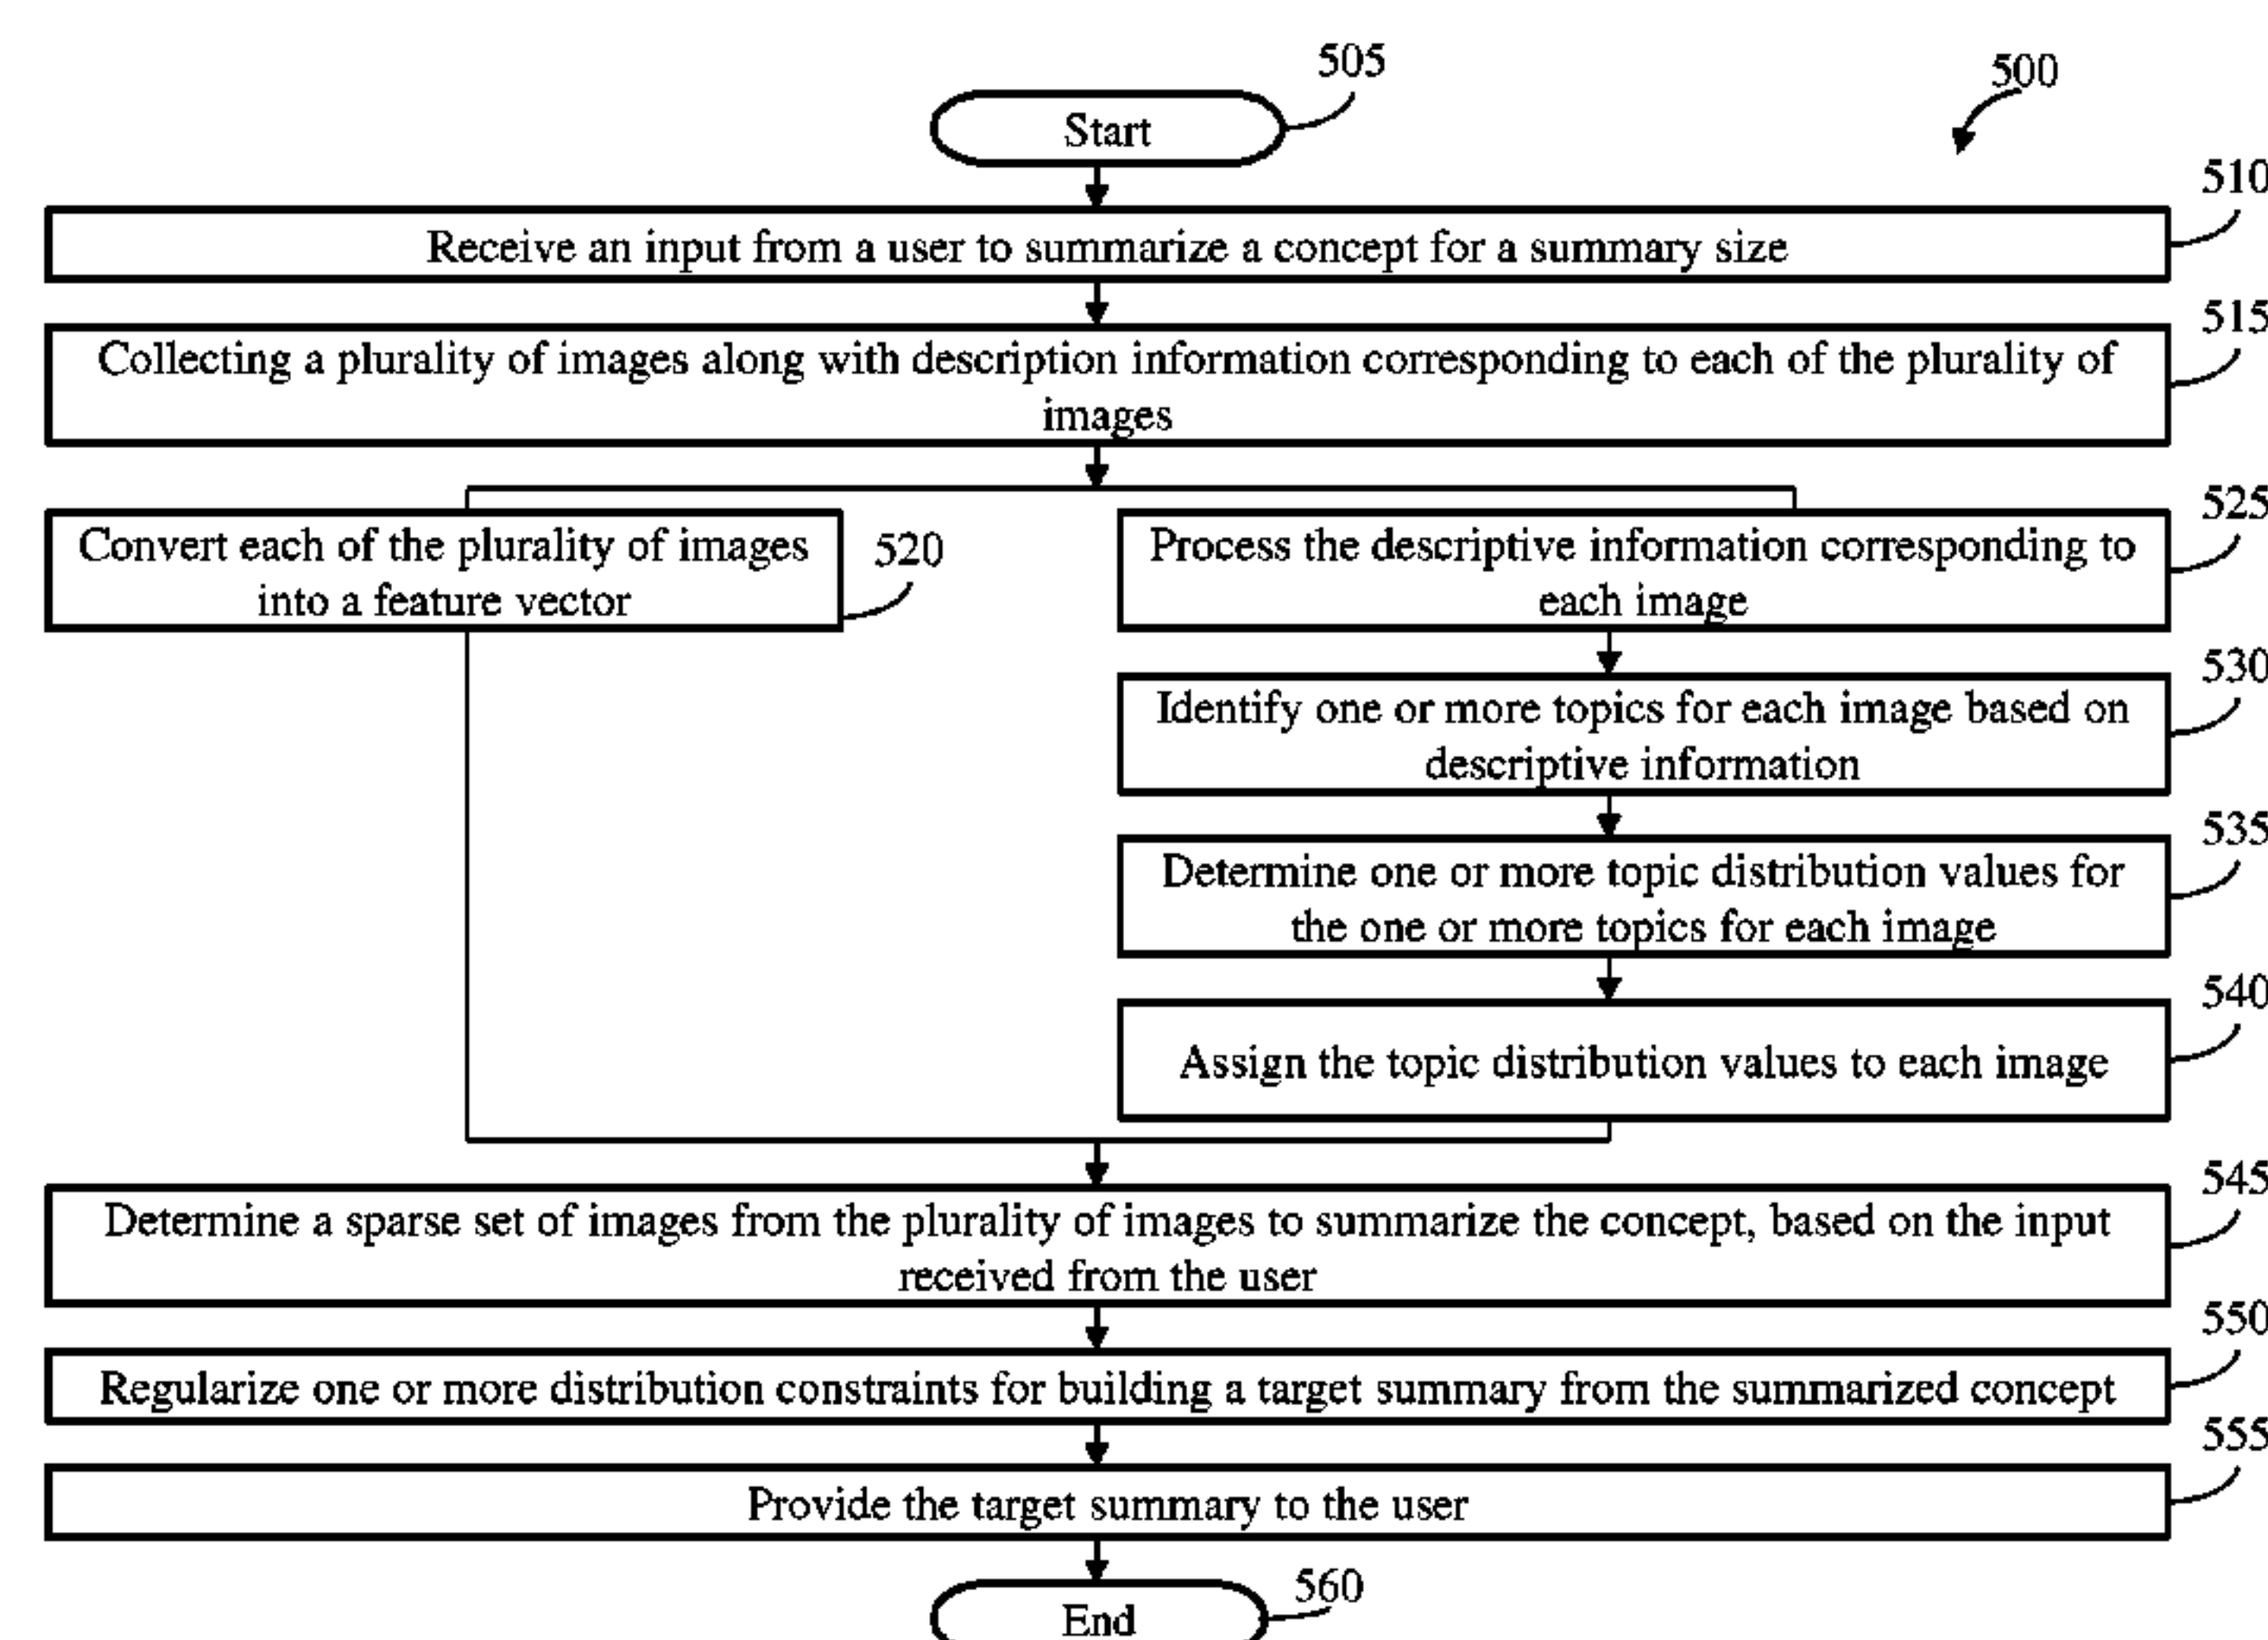 505
500
Start
510
Receive an input from a user to summarize a concept for a summary size
515
Collecting a plurality of images along with description information corresponding to each of the plurality of
images
525
Convert each of the plurality of images
into a feature vector
520
Process the descriptive information corresponding to
each image
530
Identify one or more topics for each image based on
descriptive information
535
Determine one or more topic distribution values for
the one or more topics for each image
540
Assign the topic distribution values to each image
545
Determine a sparse set of images from the plurality of images to summarize the concept, based on the input
received from the user
550
Regularize one or more distribution constraints for building a target summary from the summarized concept
555
Provide the target summary to the user
560
End